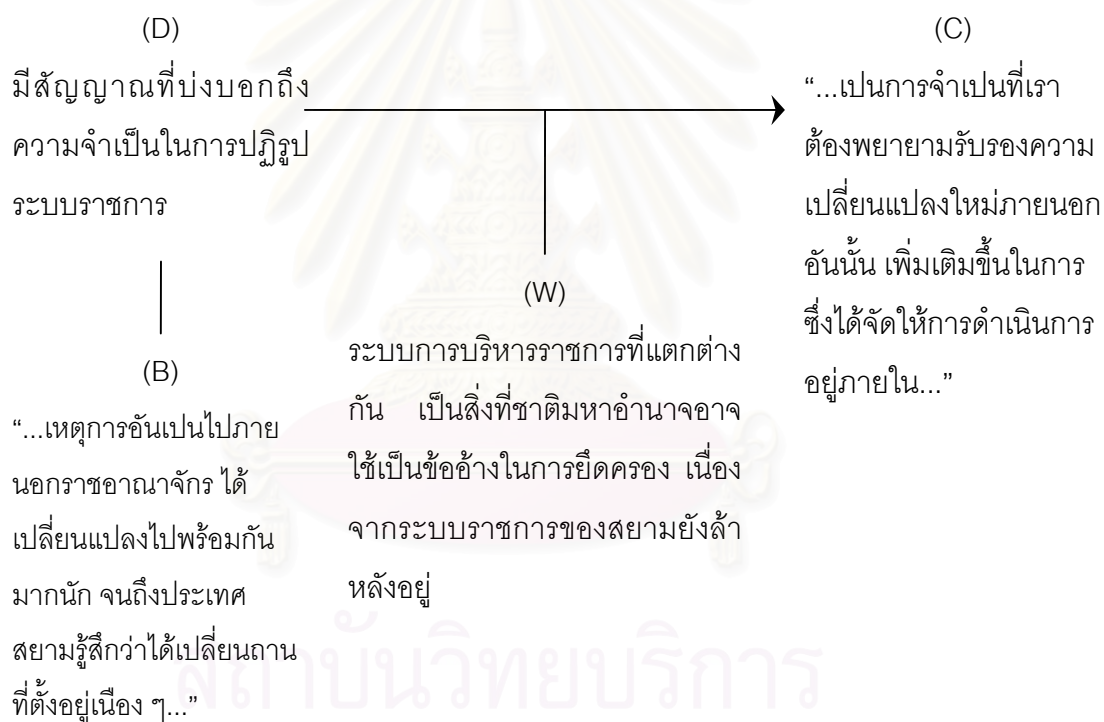 (D)
มีสัญญาณที่บ่งบอกถึง
ความจำเป็นในการปฏิรูป
ระบบราชการ
(B)
“...เหตุการอันเปนไปภาย
นอกราชอาณาจักร ได้
เปลี่ยนแปลงไปพร้อมกัน
มากนัก จนถึงประเทศ
สยามรู้สึกว่าได้เปลี่ยนถาน
ที่ตั้งอยู่เนือง ๆ...”
(W)
ระบบการบริหารราชการที่แตกต่าง
กัน เป็นสิ่งที่ชาติมหาอำนาจอาจ
ใช้เป็นข้ออ้างในการยึดครอง เนื่อง
จากระบบราชการของสยามยังล้า
หลังอยู่
(C)
“...เปนการจำเปนที่เรา
ต้องพยายามรับรองความ
เปลี่ยนแปลงใหม่ภายนอก
อันนั้น เพิ่มเติมขึ้นในการ
ซึ่งได้จัดให้การดำเนินการ
อยู่ภายใน...”
สถาบันวิทยบริการ